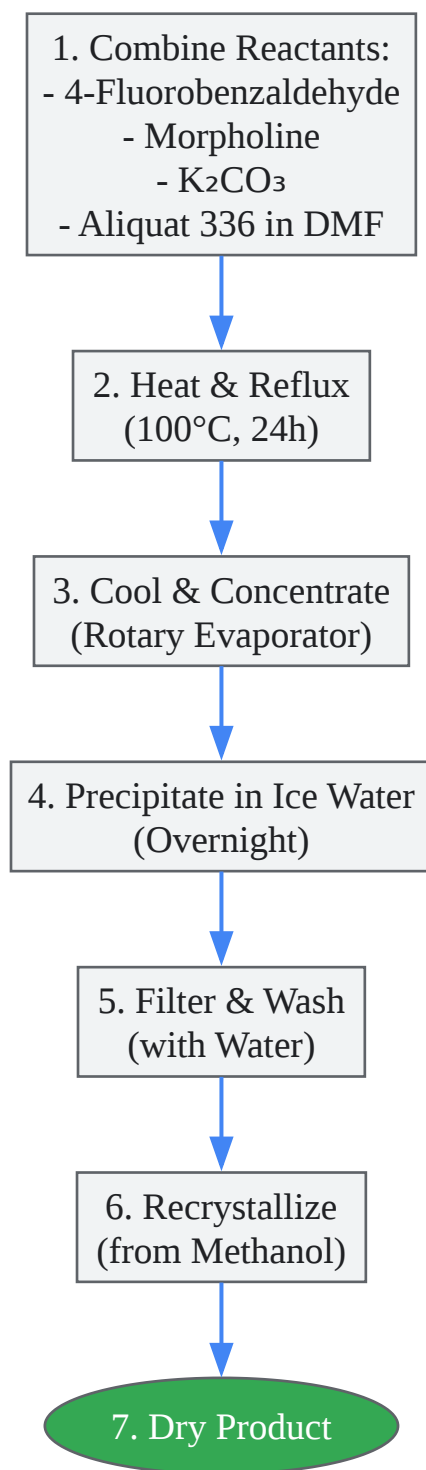 1. Combine Reactants:
- 4-Fluorobenzaldehyde
- Morpholine
- K₂CO₃
- Aliquat 336 in DMF
2. Heat & Reflux
(100°C, 24h)
3. Cool & Concentrate
(Rotary Evaporator)
4. Precipitate in Ice Water
(Overnight)
5. Filter & Wash
(with Water)
6. Recrystallize
(from Methanol)
7. Dry Product